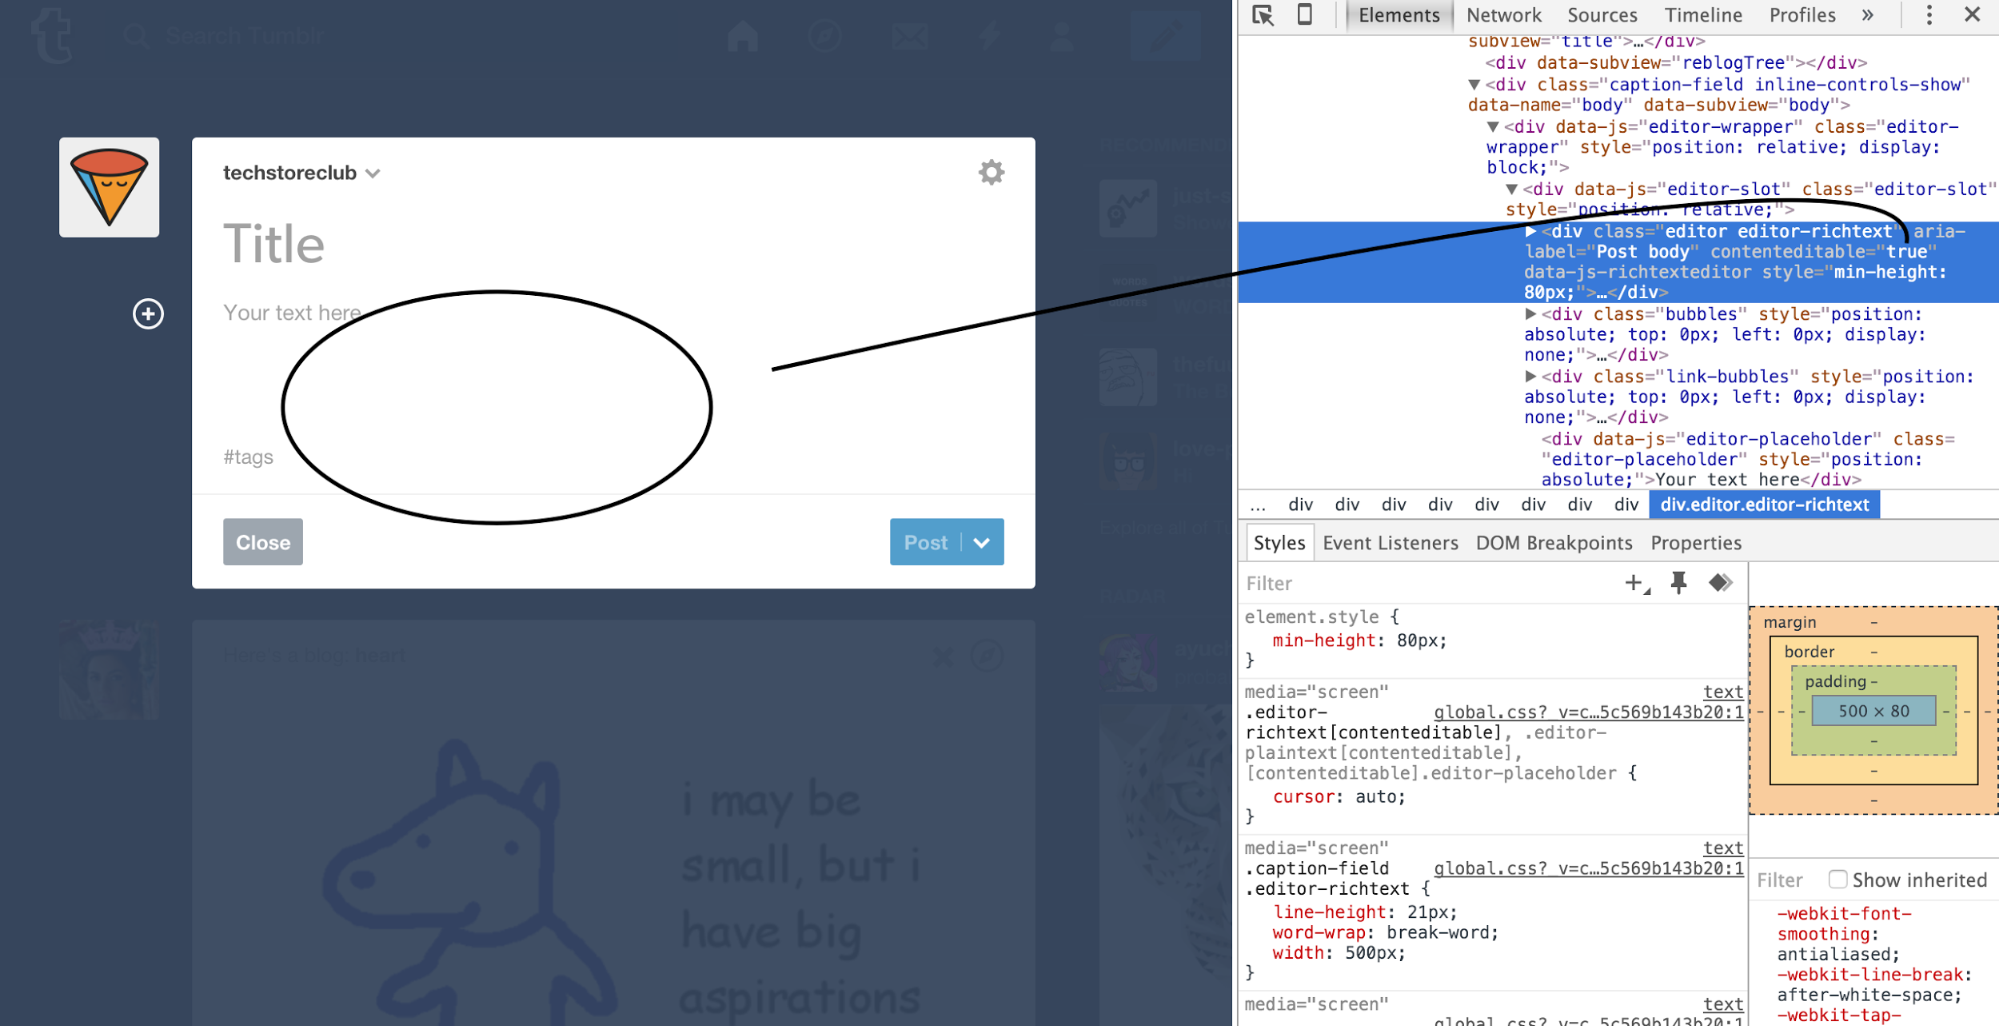 Search Tumblr
techstoreclub
Title
Your text here
#tags
Close
Post
RECOMMEND
just-s
Here's a blog: heart
i may be
small, but i
have big
aspirations
RADAR
Elements Network Sources Timeline Profiles »
subview="title">…</div>
<div data-subview="reblogTree"></div>
<div class="caption-field inline-controls-show"
data-name="body" data-subview="body">
<div data-js="editor-wrapper" class="editor-
wrapper" style="position: relative; display:
block;">
<div data-js="editor-slot" class="editor-slot"
style="position: relative;">
<div class="editor editor-richtext" aria-
label="Post body" contenteditable="true"
data-js-richtexteditor style="min-height:
80px;">…</div>
<div class="bubbles" style="position:
absolute; top: 0px; left: 0px; display:
none;">…</div>
<div class="link-bubbles" style="position:
absolute; top: 0px; left: 0px; display:
none;">…</div>
<div data-js="editor-placeholder" class=
"editor-placeholder" style="position:
absolute;">Your text here</div>
... div div div div div div div div div.editor.editor-richtext
Styles Event Listeners DOM Breakpoints Properties
Filter
element.style {
min-height: 80px;
}
media="screen" text
.editor- global.css?_v=c…5c569b143b20:1
richtext[contenteditable], .editor-
plaintext[contenteditable],
[contenteditable].editor-placeholder {
cursor: auto;
}
media="screen" text
.caption-field global.css?_v=c…5c569b143b20:1
.editor-richtext {
line-height: 21px;
word-wrap: break-word;
width: 500px;
}
media="screen" text
global.css?_v=c…5c569b143b20:1
margin -
border -
padding -
500 × 80
Filter Show inherited
-webkit-font-
smoothing:
antialiased;
-webkit-line-break:
after-white-space;
-webkit-tap-